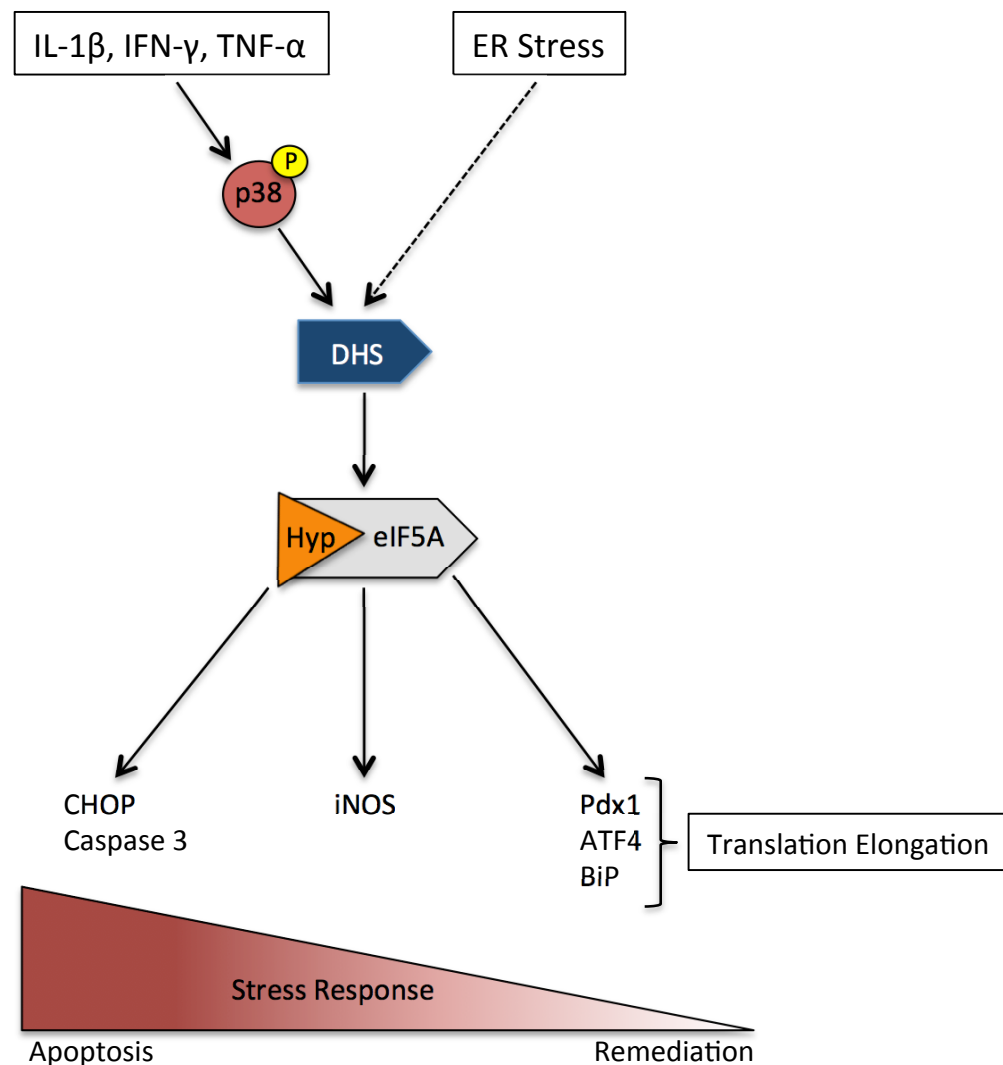 IL-1β, IFN-γ, TNF-α
ER Stress
P
p38
DHS
Hyp
eIF5A
CHOP
Caspase 3
iNOS
Pdx1
ATF4
BiP
Translation Elongation
Stress Response
Apoptosis
Remediation